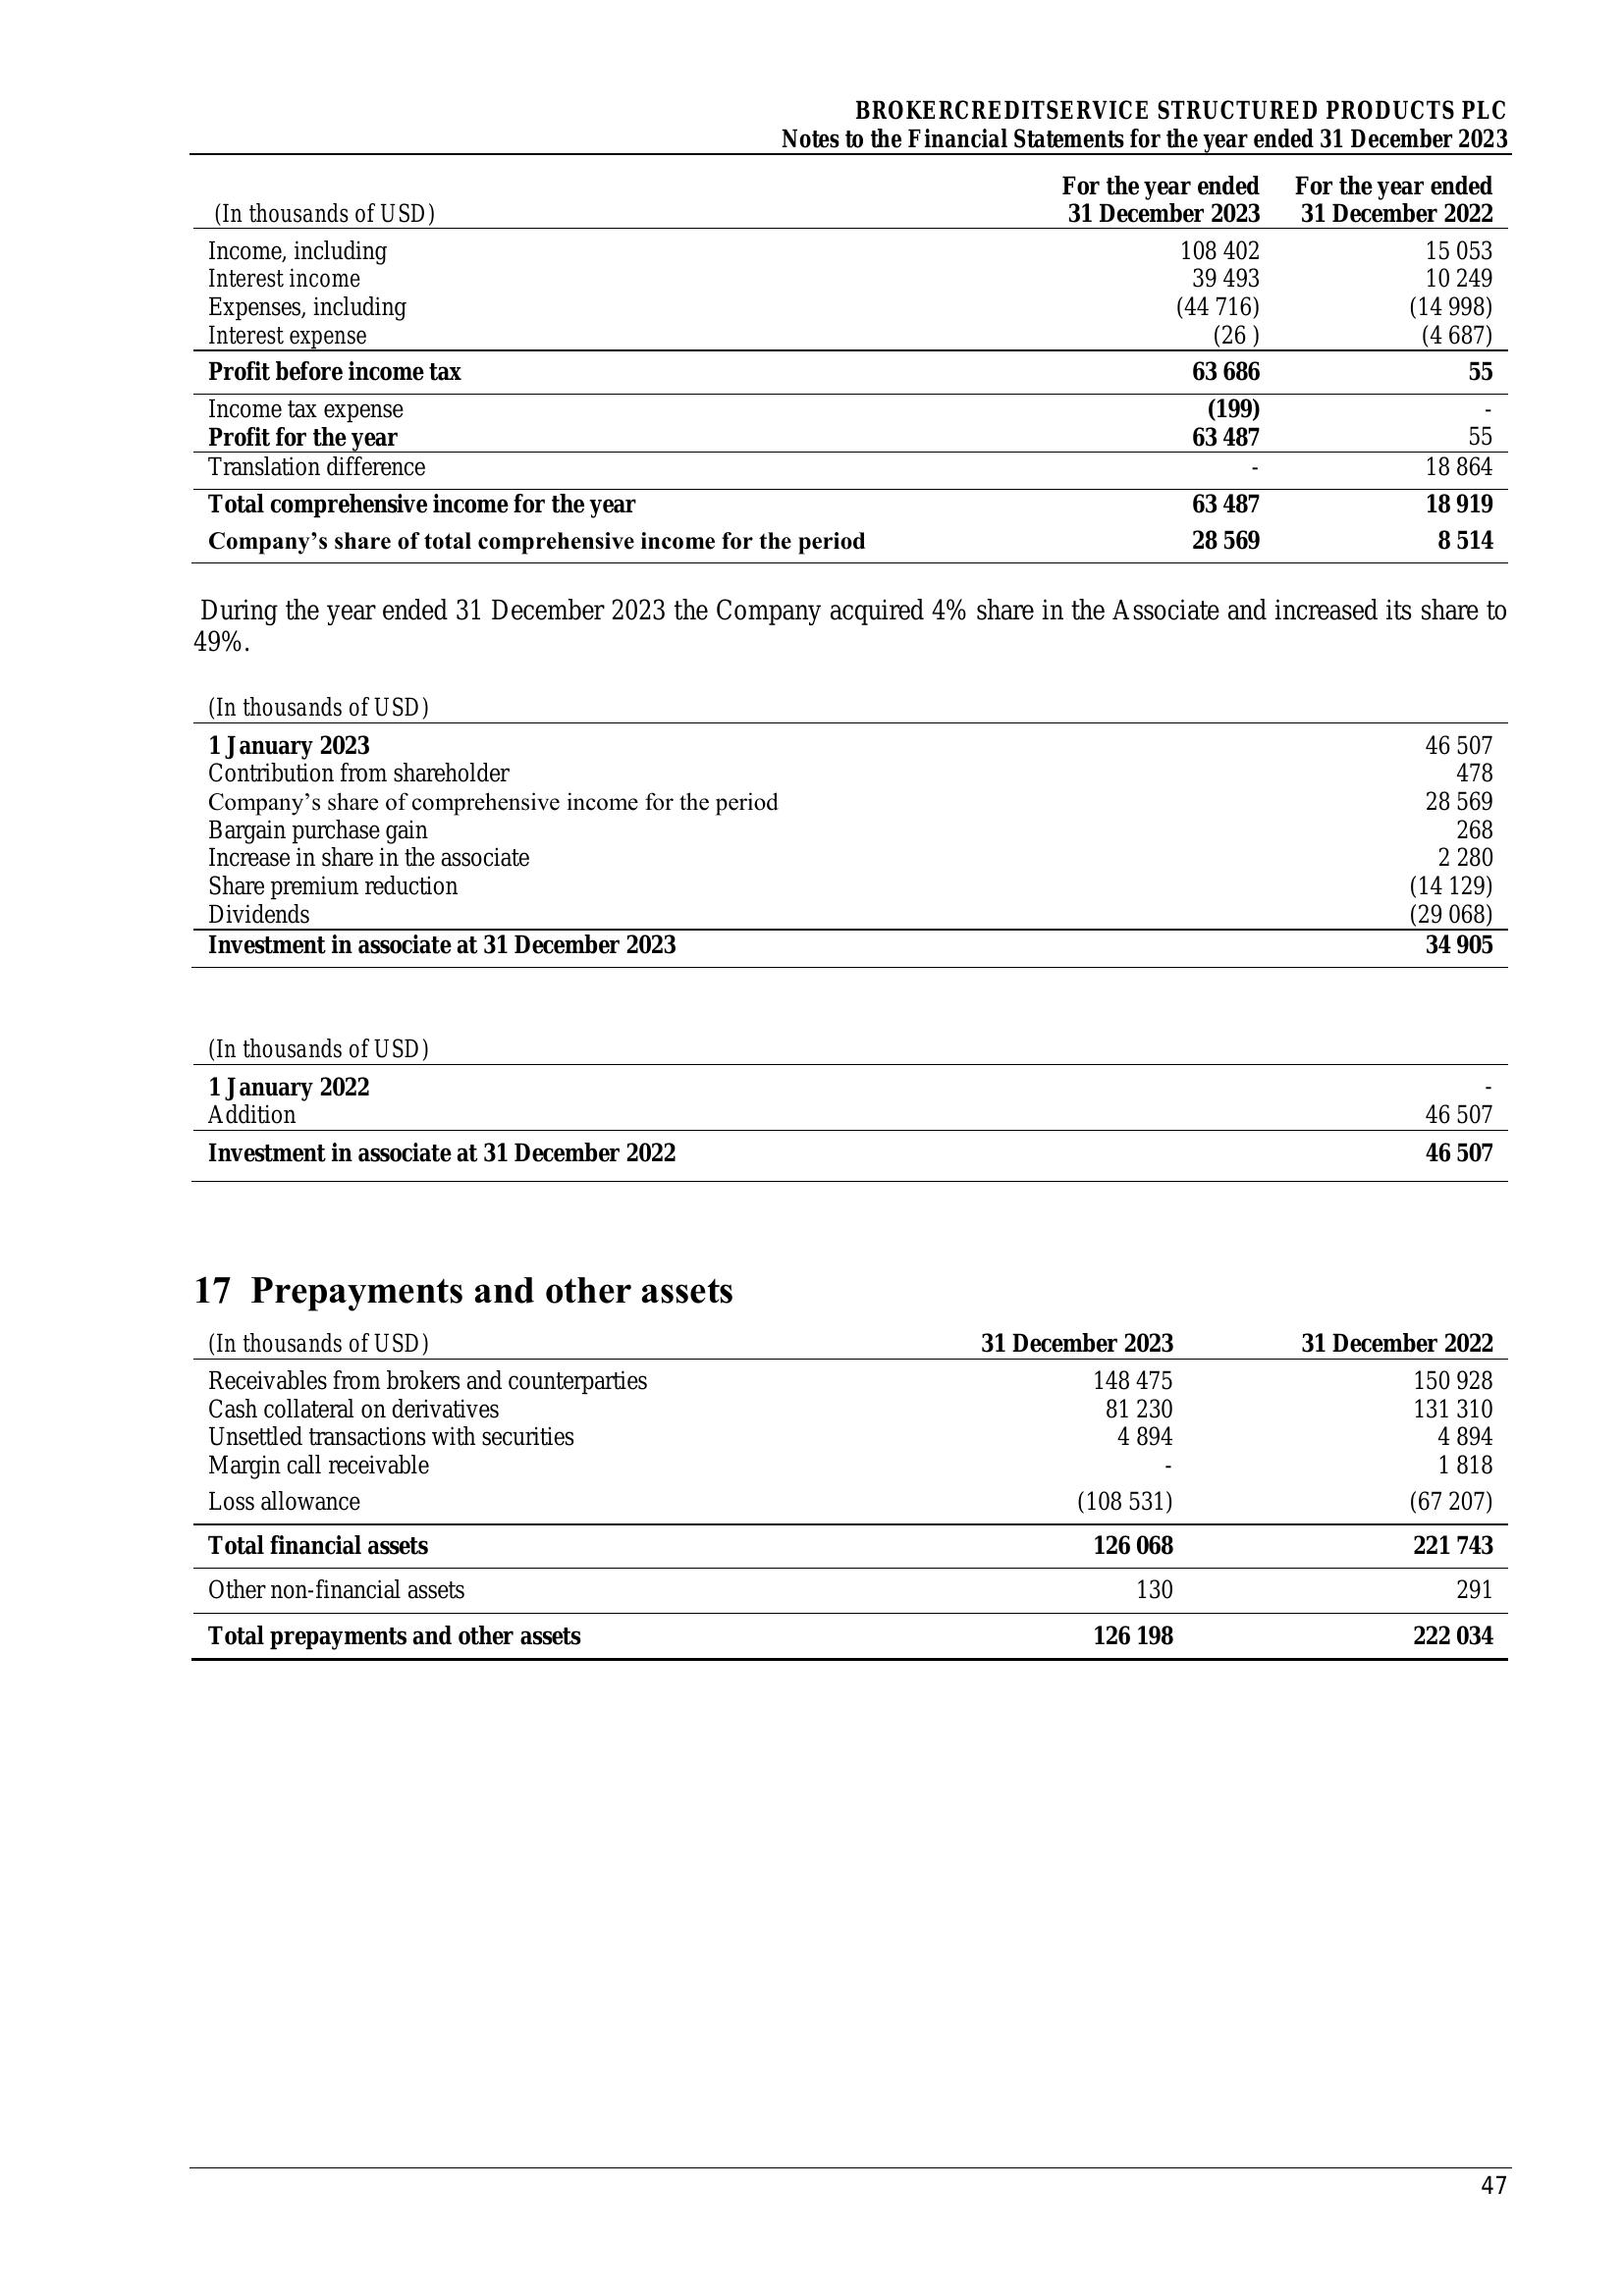 BROKERCREDITSERVICE STRUCTURED PRODUCTS PLC
Notes to the Financial Statements for the year ended 31 December 2023
For the year ended For the year ended
(In thousands of USD) 31 December 2023 31 December 2022
Income, including 108 402 15 053
Interest income 39 493 10 249
Expenses, including (44 716) (14 998)
Interest expense (26 ) (4 687)
Profit before income tax 63 686 55
Income tax expense (199) -
Profit for the year 63 487 55
Translation difference - 18 864
Total comprehensive income for the year 63 487 18 919
Company’s share of total comprehensive income for the period 28 569 8 514
During the year ended 31 December 2023 the Company acquired 4% share in the Associate and increased its share to
49%.
(In thousands of USD)
1 January 2023 46 507
Contribution from shareholder 478
Company’s share of comprehensive income for the period 28 569
Bargain purchase gain 268
Increase in share in the associate 2 280
Share premium reduction (14 129)
Dividends (29 068)
Investment in associate at 31 December 2023 34 905
(In thousands of USD)
1 January 2022 -
Addition 46 507
Investment in associate at 31 December 2022 46 507
17 Prepayments and other assets
(In thousands of USD) 31 December 2023 31 December 2022
Receivables from brokers and counterparties 148 475 150 928
Cash collateral on derivatives 81 230 131 310
Unsettled transactions with securities 4 894 4 894
Margin call receivable - 1 818
Loss allowance (108 531) (67 207)
Total financial assets 126 068 221 743
Other non-financial assets 130 291
Total prepayments and other assets 126 198 222 034
47